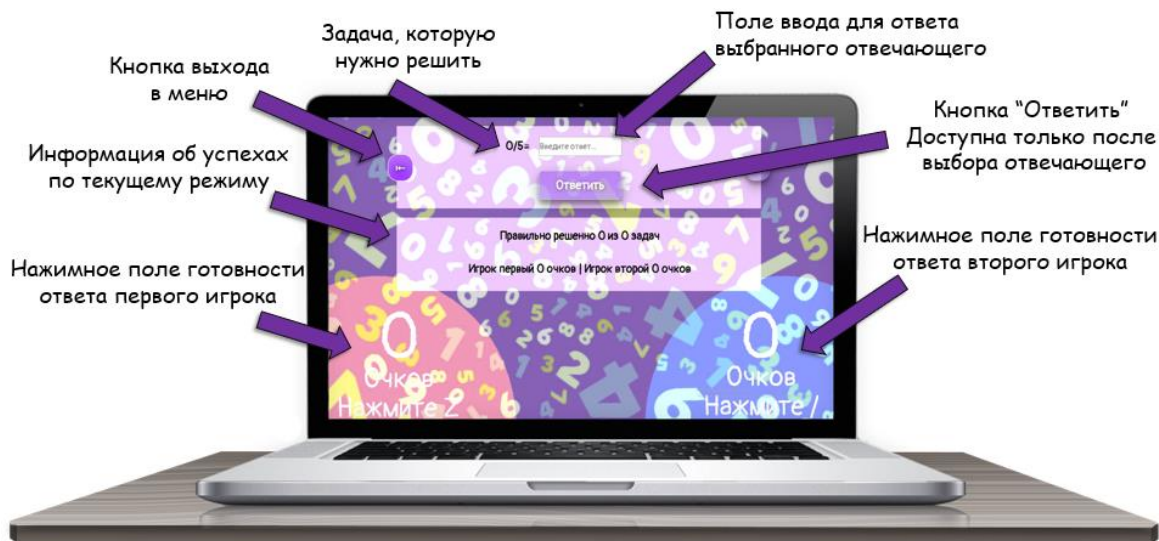 Поле ввода для ответа
выбранного отвечающего
Задача, которую
нужно решить
Кнопка выхода
в меню
Кнопка “Ответить”
Доступна только после
выбора отвечающего
Информация об успехах
по текущему режиму
Нажимное поле готовности
ответа первого игрока
Нажимное поле готовности
ответа второго игрока
0/5= Введите ответ...
Ответить
Правильно решенно 0 из 0 задач
Игрок первый 0 очков | Игрок второй 0 очков
0
Очков
Нажмите Z
0
Очков
Нажмите /